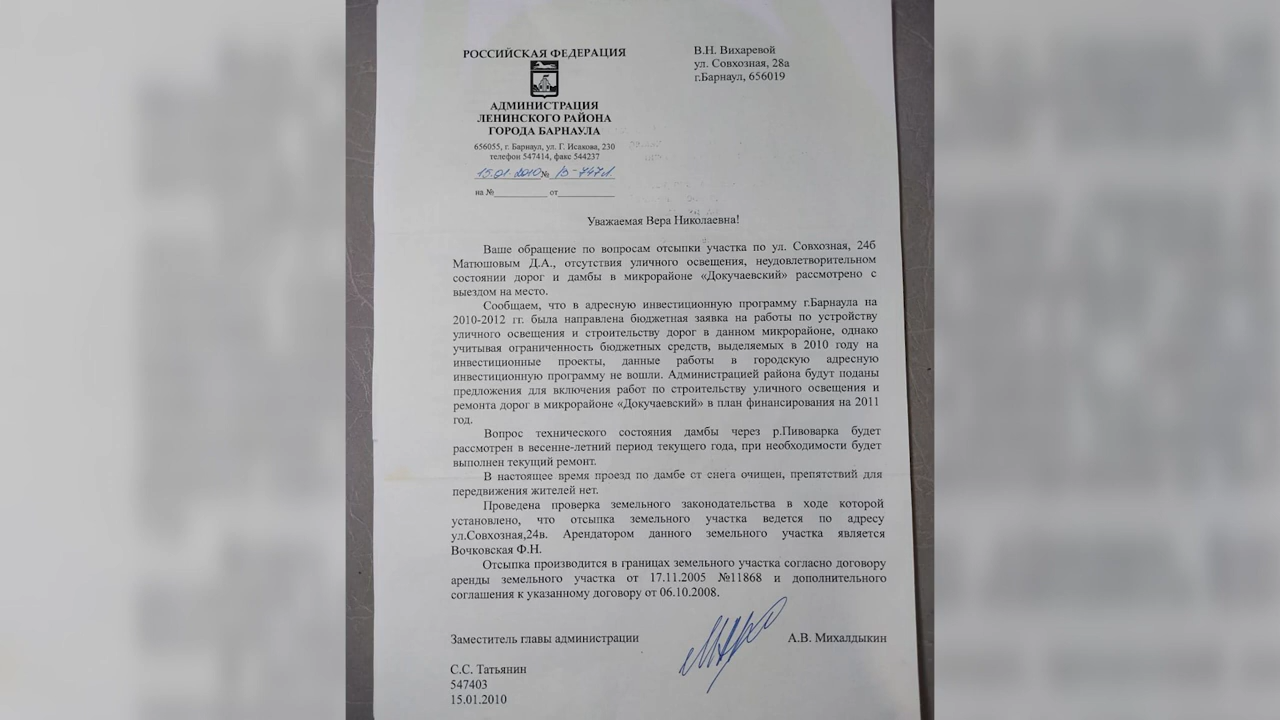 РОССИЙСКАЯ ФЕДЕРАЦИЯ
АДМИНИСТРАЦИЯ
ЛЕНИНСКОГО РАЙОНА
ГОРОДА БАРНАУЛА
656055, г. Барнаул, ул. Г. Исакова, 230
телефон 547414, факс 544237
15.01 2010 №
на №____________ от____________
В.Н. Вихаревой
ул. Совхозная, 28а
г.Барнаул, 656019
Уважаемая Вера Николаевна!
Ваше обращение по вопросам отсыпки участка по ул. Совхозная, 24б
Матюшовым Д.А., отсутствия уличного освещения, неудовлетворительном
состоянии дорог и дамбы в микрорайоне «Докучаевский» рассмотрено с
выездом на место.
Сообщаем, что в адресную инвестиционную программу г.Барнаула на
2010-2012 гг. была направлена бюджетная заявка на работы по устройству
уличного освещения и строительству дорог в данном микрорайоне, однако
учитывая ограниченность бюджетных средств, выделяемых в 2010 году на
инвестиционные проекты, данные работы в городскую адресную
инвестиционную программу не вошли. Администрацией района будут поданы
предложения для включения работ по строительству уличного освещения и
ремонта дорог в микрорайоне «Докучаевский» в план финансирования на 2011
год.
Вопрос технического состояния дамбы через р.Пивоварка будет
рассмотрен в весенне-летний период текущего года, при необходимости будет
выполнен текущий ремонт.
В настоящее время проезд по дамбе от снега очищен, препятствий для
передвижения жителей нет.
Проведена проверка земельного законодательства в ходе которой
установлено, что отсыпка земельного участка ведется по адресу
ул.Совхозная,24в. Арендатором данного земельного участка является
Вочковская Ф.Н.
Отсыпка производится в границах земельного участка согласно договору
аренды земельного участка от 17.11.2005 №11868 и дополнительного
соглашения к указанному договору от 06.10.2008.
Заместитель главы администрации
А.В. Михалдыкин
С.С. Татьянин
547403
15.01.2010